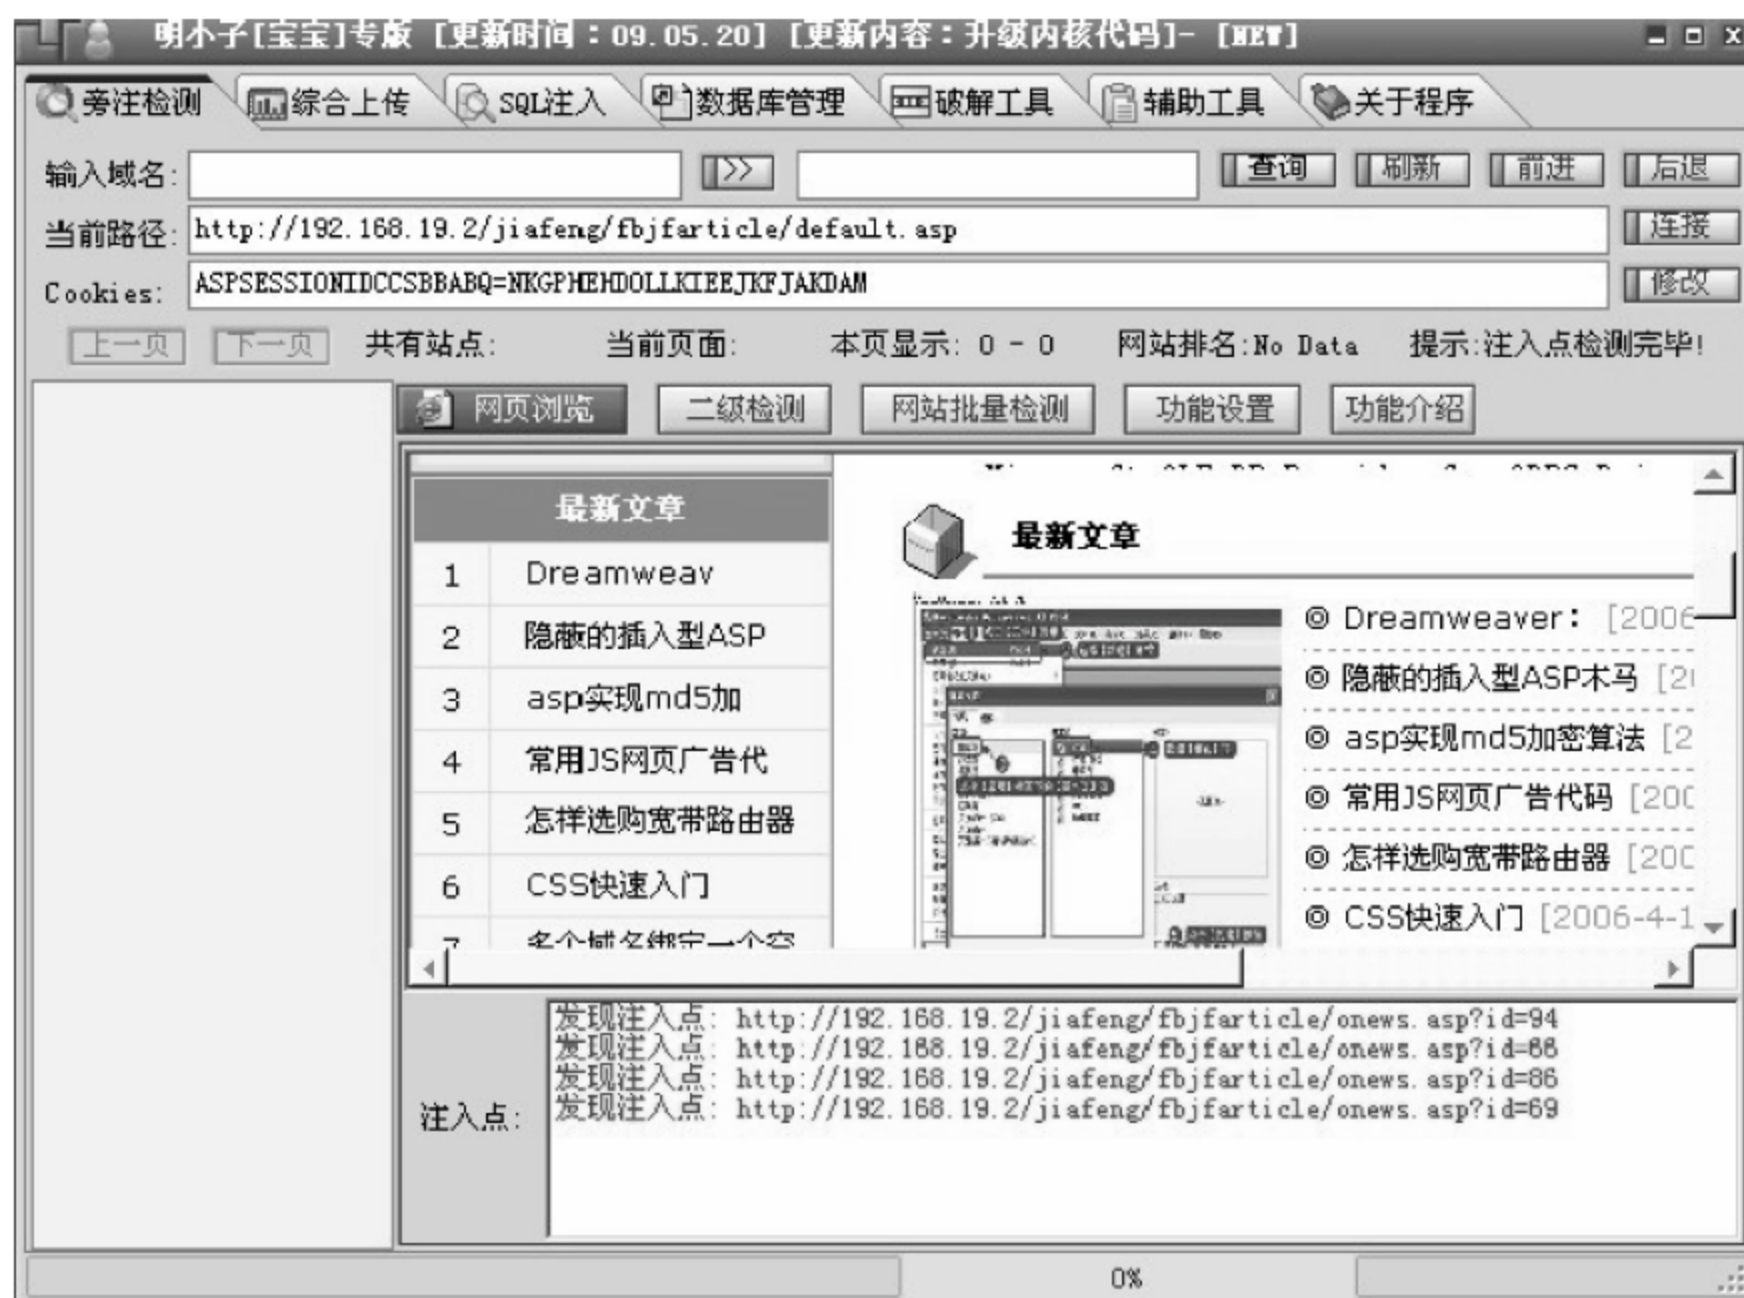 明小子[宝宝]专版 [更新时间：09.05.20] [更新内容：升级内核代码]- [NET]
旁注检测 综合上传 SQL注入 数据库管理 破解工具 辅助工具 关于程序
输入域名: >> 查询 刷新 前进 后退
当前路径: http://192.168.19.2/jiafeng/fbjfarticle/default.asp 连接
Cookies: ASPSESSIONIDCCSBBABQ=NKGPHEHDOLLKIEEJKFJAKDAM 修改
上一页 下一页 共有站点: 当前页面: 本页显示: 0 - 0 网站排名:No Data 提示:注入点检测完毕!
网页浏览 二级检测 网站批量检测 功能设置 功能介绍
最新文章
1 Dreamweav
2 隐蔽的插入型ASP
3 asp实现md5加
4 常用JS网页广告代
5 怎样选购宽带路由器
6 CSS快速入门
7 多个域名绑定一个空
最新文章
◎ Dreamweaver： [2006
◎ 隐蔽的插入型ASP木马 [2
◎ asp实现md5加密算法 [2
◎ 常用JS网页广告代码 [200
◎ 怎样选购宽带路由器 [200
◎ CSS快速入门 [2006-4-1
注入点:
发现注入点: http://192.168.19.2/jiafeng/fbjfarticle/onews.asp?id=94
发现注入点: http://192.168.19.2/jiafeng/fbjfarticle/onews.asp?id=66
发现注入点: http://192.168.19.2/jiafeng/fbjfarticle/onews.asp?id=86
发现注入点: http://192.168.19.2/jiafeng/fbjfarticle/onews.asp?id=69
0%